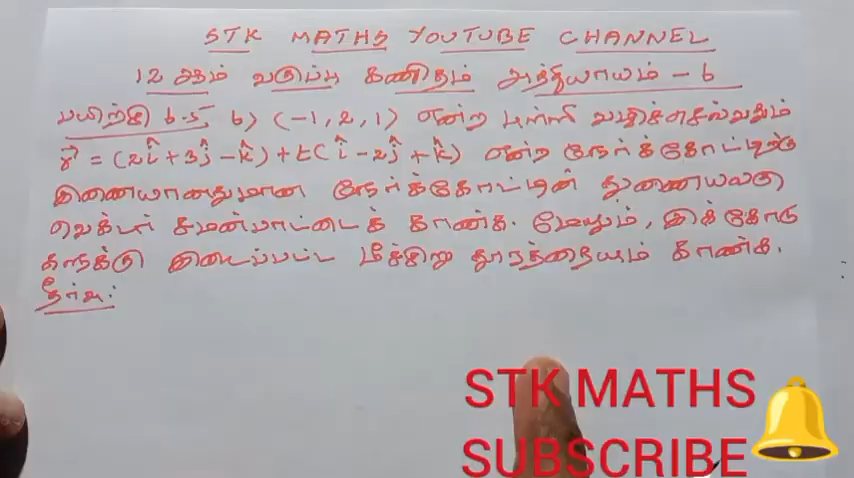 STK MATHS YOUTUBE CHANNEL
12 ஆம் வகுப்பு கணிதம் அத்தியாயம் - 6
பயிற்சி 6.5 6) (-1, 2, 1) என்ற புள்ளி வழிச்செல்வதும்
r⃗ = (2î + 3ĵ - k̂) + t(î - 2ĵ + k̂) என்ற நேர்க்கோட்டிற்கு
இணையானதுமான நேர்க்கோட்டின் துணையலகு
வெக்டர் சமன்பாட்டைக் காண்க. மேலும், இக்கோடு
களுக்கு இடைப்பட்ட மீச்சிறு தூரத்தையும் காண்க.
தீர்வு:
STK MATHS
SUBSCRIBE